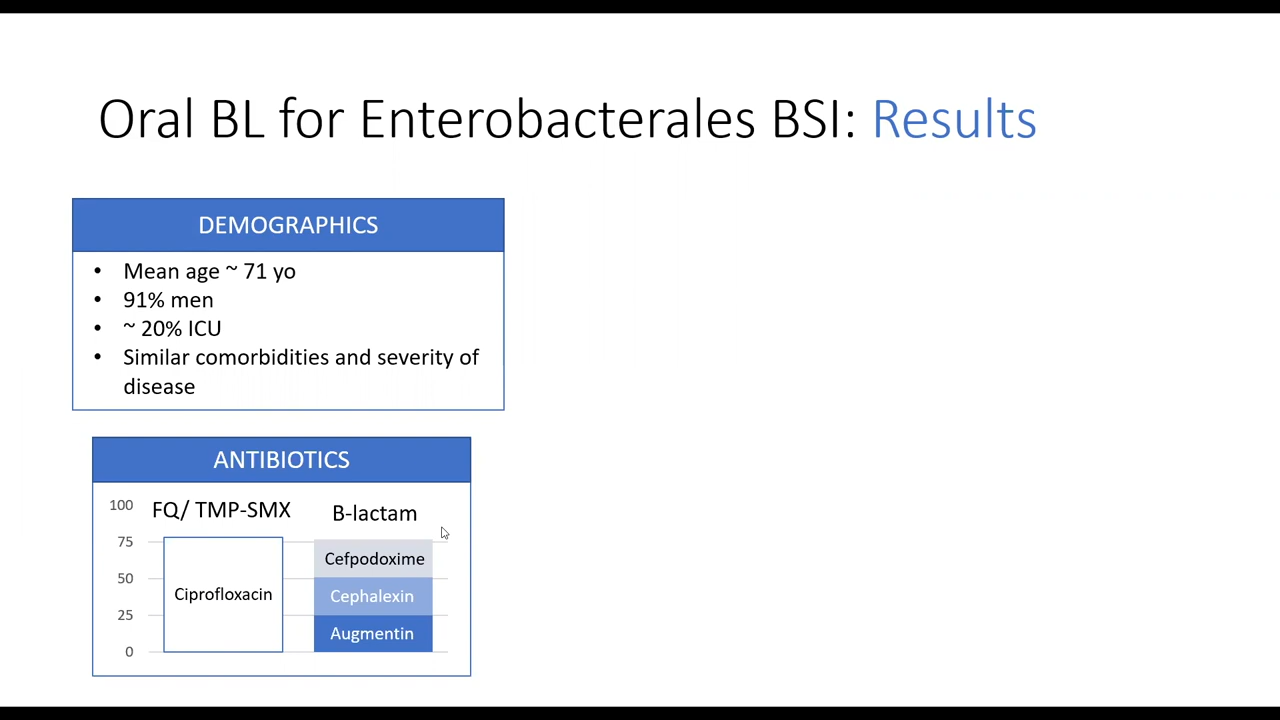 Oral BL for Enterobacterales BSI: Results
DEMOGRAPHICS
• Mean age ~ 71 yo
• 91% men
• ~ 20% ICU
• Similar comorbidities and severity of
disease
ANTIBIOTICS
100
FQ/ TMP-SMX
B-lactam
75
Cefpodoxime
50
Ciprofloxacin
Cephalexin
25
Augmentin
0